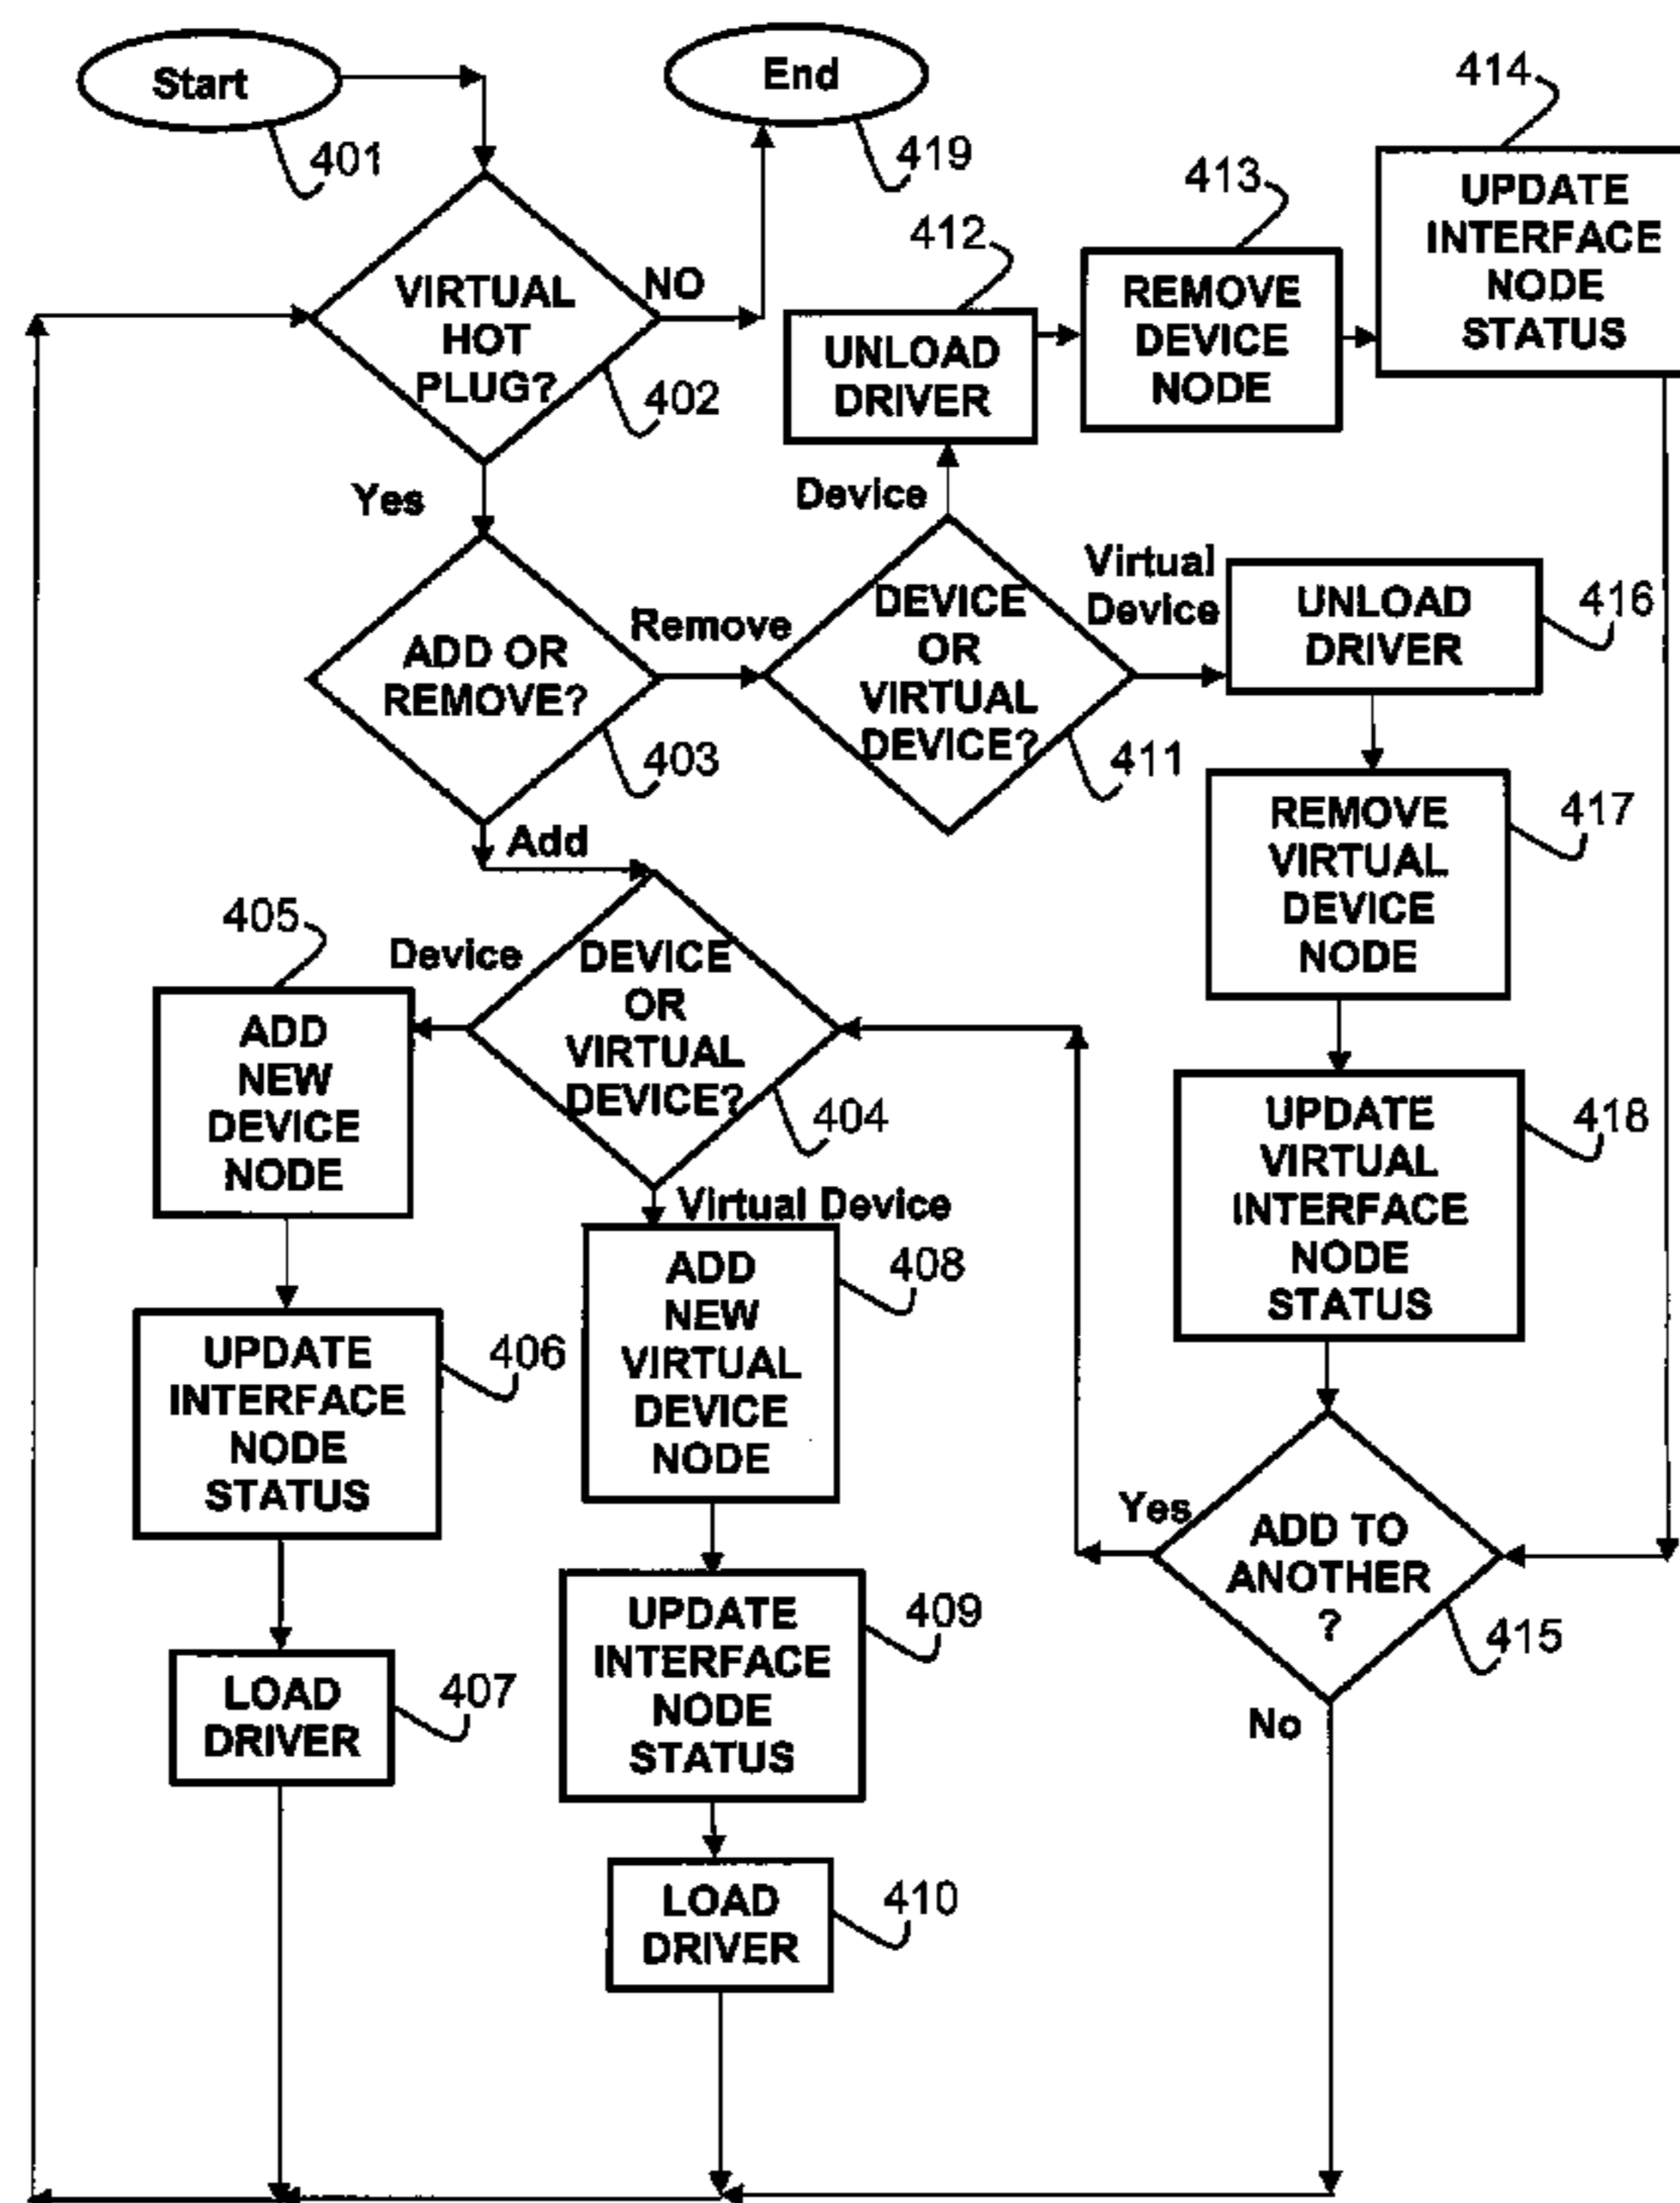 Start
401
End
419
VIRTUAL
HOT
PLUG?
NO
402
Yes
412
UNLOAD
DRIVER
413
REMOVE
DEVICE
NODE
414
UPDATE
INTERFACE
NODE
STATUS
ADD OR
REMOVE?
403
Remove
Add
DEVICE
OR
VIRTUAL
DEVICE?
411
Device
Virtual
Device
UNLOAD
DRIVER
416
REMOVE
VIRTUAL
DEVICE
NODE
417
UPDATE
VIRTUAL
INTERFACE
NODE
STATUS
418
DEVICE
OR
VIRTUAL
DEVICE?
404
Device
405
ADD
NEW
DEVICE
NODE
UPDATE
INTERFACE
NODE
STATUS
406
LOAD
DRIVER
407
Virtual Device
ADD
NEW
VIRTUAL
DEVICE
NODE
408
UPDATE
INTERFACE
NODE
STATUS
409
LOAD
DRIVER
410
Yes
ADD TO
ANOTHER
?
415
No